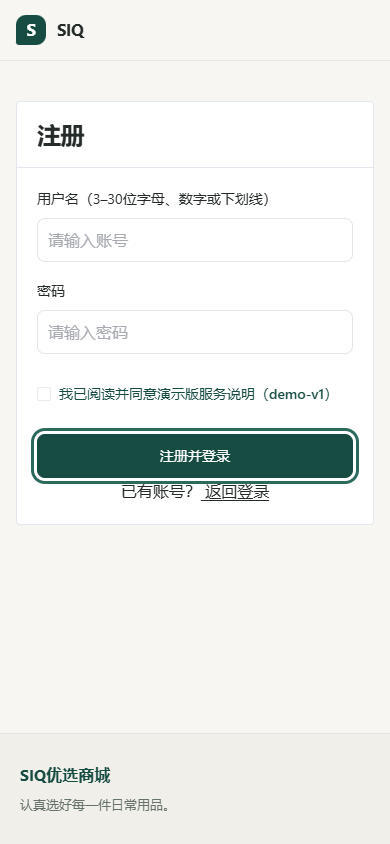 S SIQ
注册
用户名（3–30位字母、数字或下划线）
请输入账号
密码
请输入密码
我已阅读并同意演示版服务说明（demo-v1）
注册并登录
已有账号？ 返回登录
SIQ优选商城
认真选好每一件日常用品。